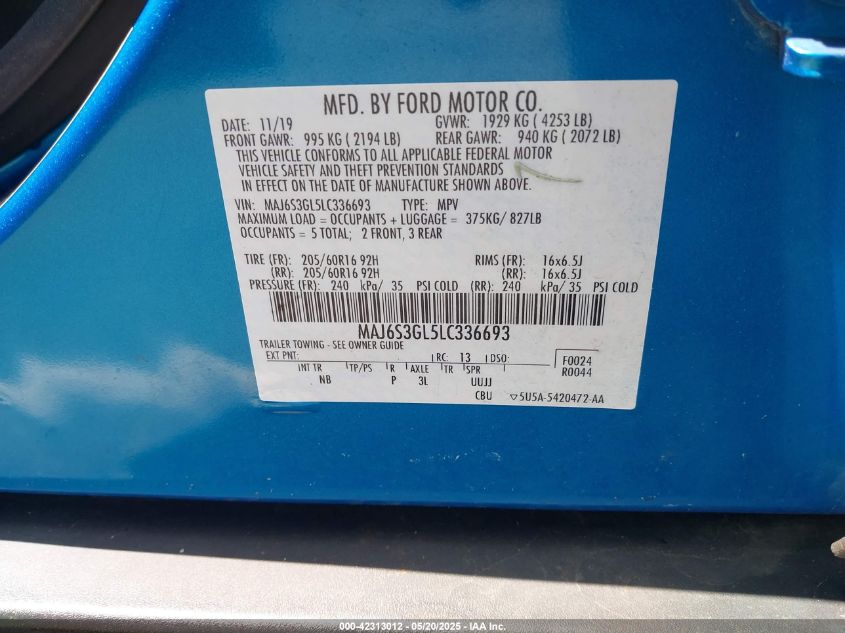 MFD. BY FORD MOTOR CO.
DATE: 11/19 GVWR: 1929 KG ( 4253 LB)
FRONT GAWR: 995 KG ( 2194 LB) REAR GAWR: 940 KG ( 2072 LB)
THIS VEHICLE CONFORMS TO ALL APPLICABLE FEDERAL MOTOR
VEHICLE SAFETY AND THEFT PREVENTION STANDARDS
IN EFFECT ON THE DATE OF MANUFACTURE SHOWN ABOVE.
VIN: MAJ6S3GL5LC336693 TYPE: MPV
MAXIMUM LOAD = OCCUPANTS + LUGGAGE = 375KG/ 827LB
OCCUPANTS = 5 TOTAL; 2 FRONT, 3 REAR
TIRE (FR): 205/60R16 92H RIMS (FR): 16x6.5J
(RR): 205/60R16 92H (RR): 16x6.5J
PRESSURE (FR): 240 kPa/ 35 PSI COLD (RR): 240 kPa/ 35 PSI COLD
MAJ6S3GL5LC336693
TRAILER TOWING - SEE OWNER GUIDE
EXT PNT: RC: 13 DSO: F0024
R0044
INT TR TP/PS R AXLE TR SPR
NB P 3L UUJJ
CBU 5U5A-5420472-AA
000-42313012 - 05/20/2025 - IAA Inc.